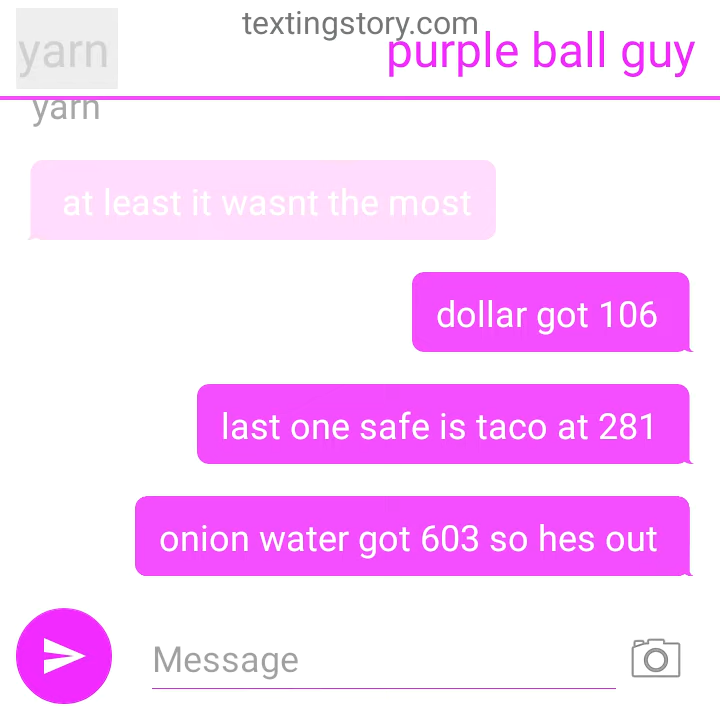 textingstory.com
yarn
purple ball guy
yarn
at least it wasnt the most
dollar got 106
last one safe is taco at 281
onion water got 603 so hes out
Message